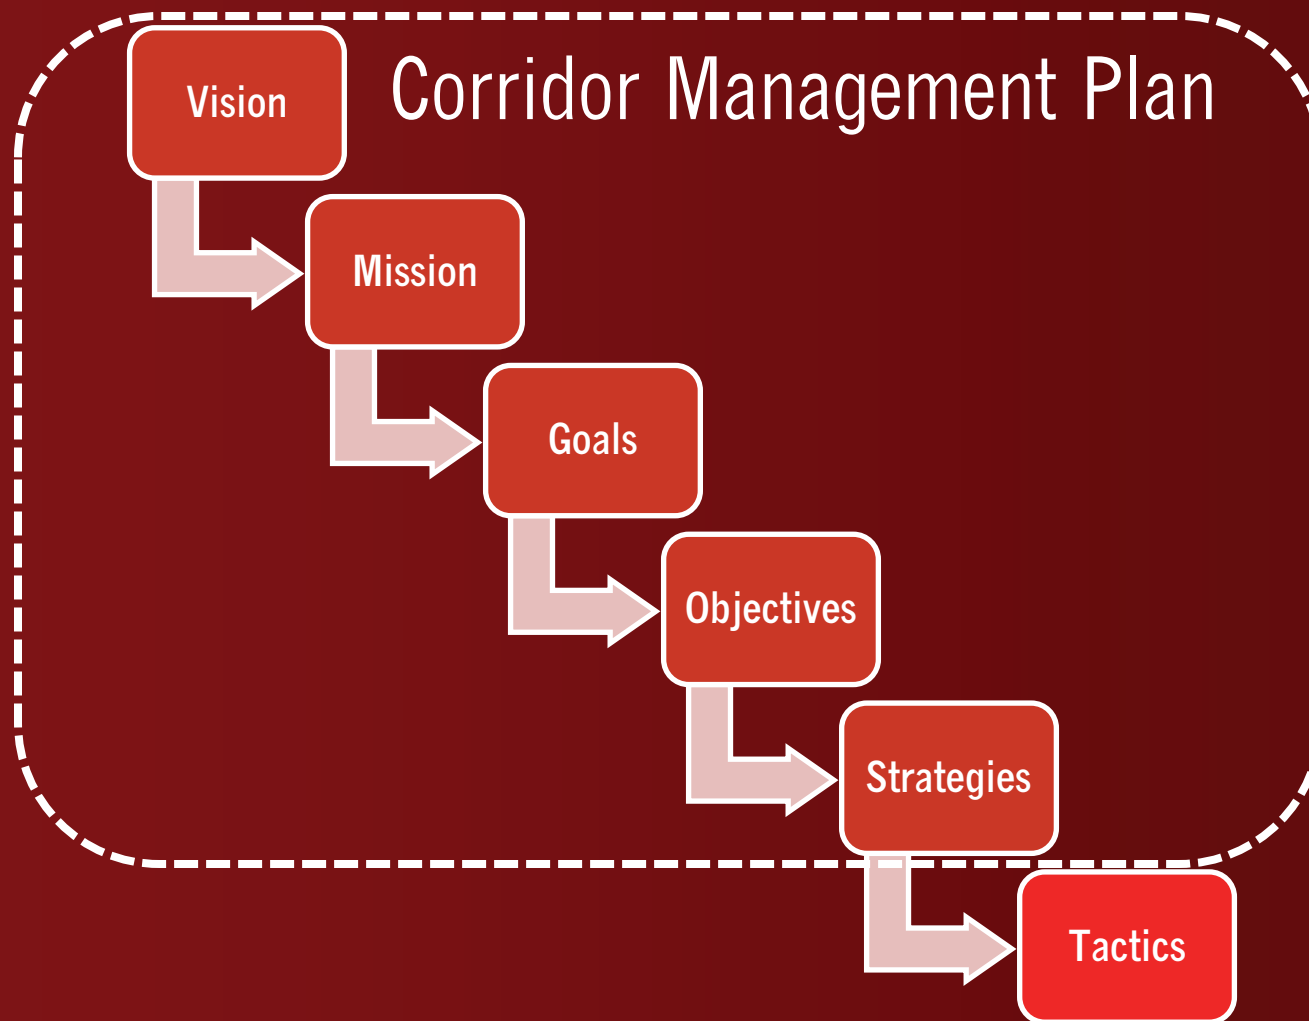 Vision
Corridor Management Plan
Mission
Goals
Objectives
Strategies
Tactics